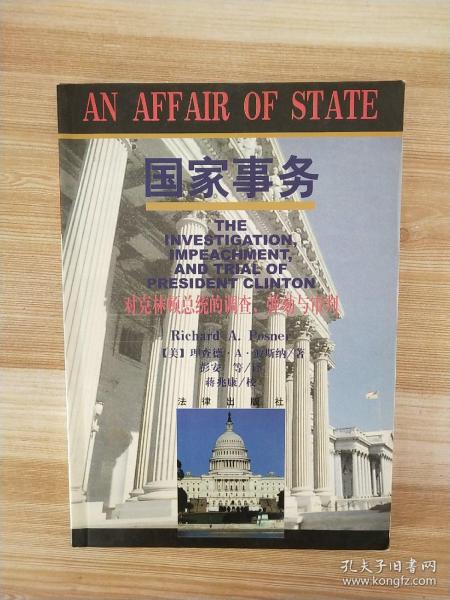 AN AFFAIR OF STATE
国家事务
THE
INVESTIGATION,
IMPEACHMENT,
AND TRIAL OF
PRESIDENT CLINTON
对克林顿总统的调查、弹劾与审判
Richard A. Posner
【美】理查德·A·波斯纳/著
彭安 等/译
蒋兆康/校
法律出版社
孔夫子旧书网
www.kongfz.com